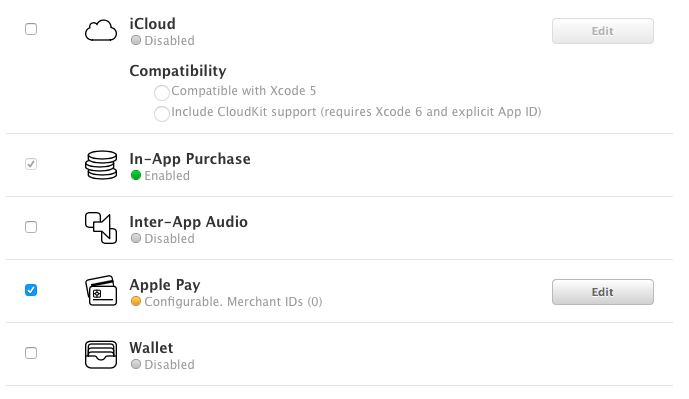 iCloud
Disabled
Edit
Compatibility
Compatible with Xcode 5
Include CloudKit support (requires Xcode 6 and explicit App ID)
In-App Purchase
Enabled
Inter-App Audio
Disabled
Apple Pay
Configurable. Merchant IDs (0)
Edit
Wallet
Disabled